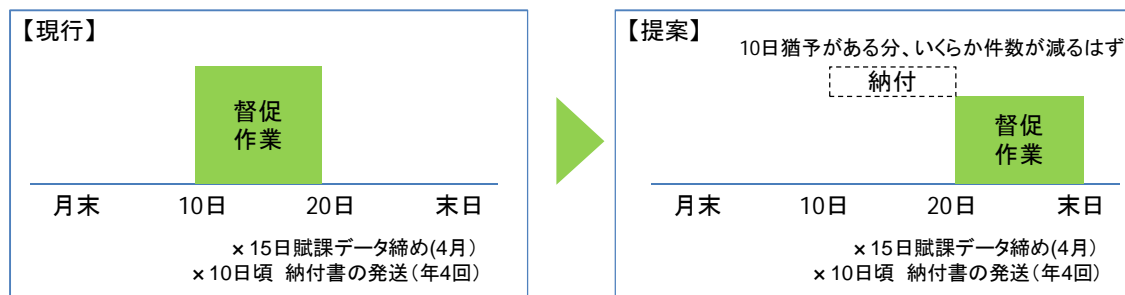 【現行】
督促
作業
月末 10日 20日 末日
×15日賦課データ締め(4月)
×10日頃 納付書の発送(年4回)
【提案】
10日猶予がある分、いくらか件数が減るはず
納付
督促
作業
月末 10日 20日 末日
×15日賦課データ締め(4月)
×10日頃 納付書の発送(年4回)